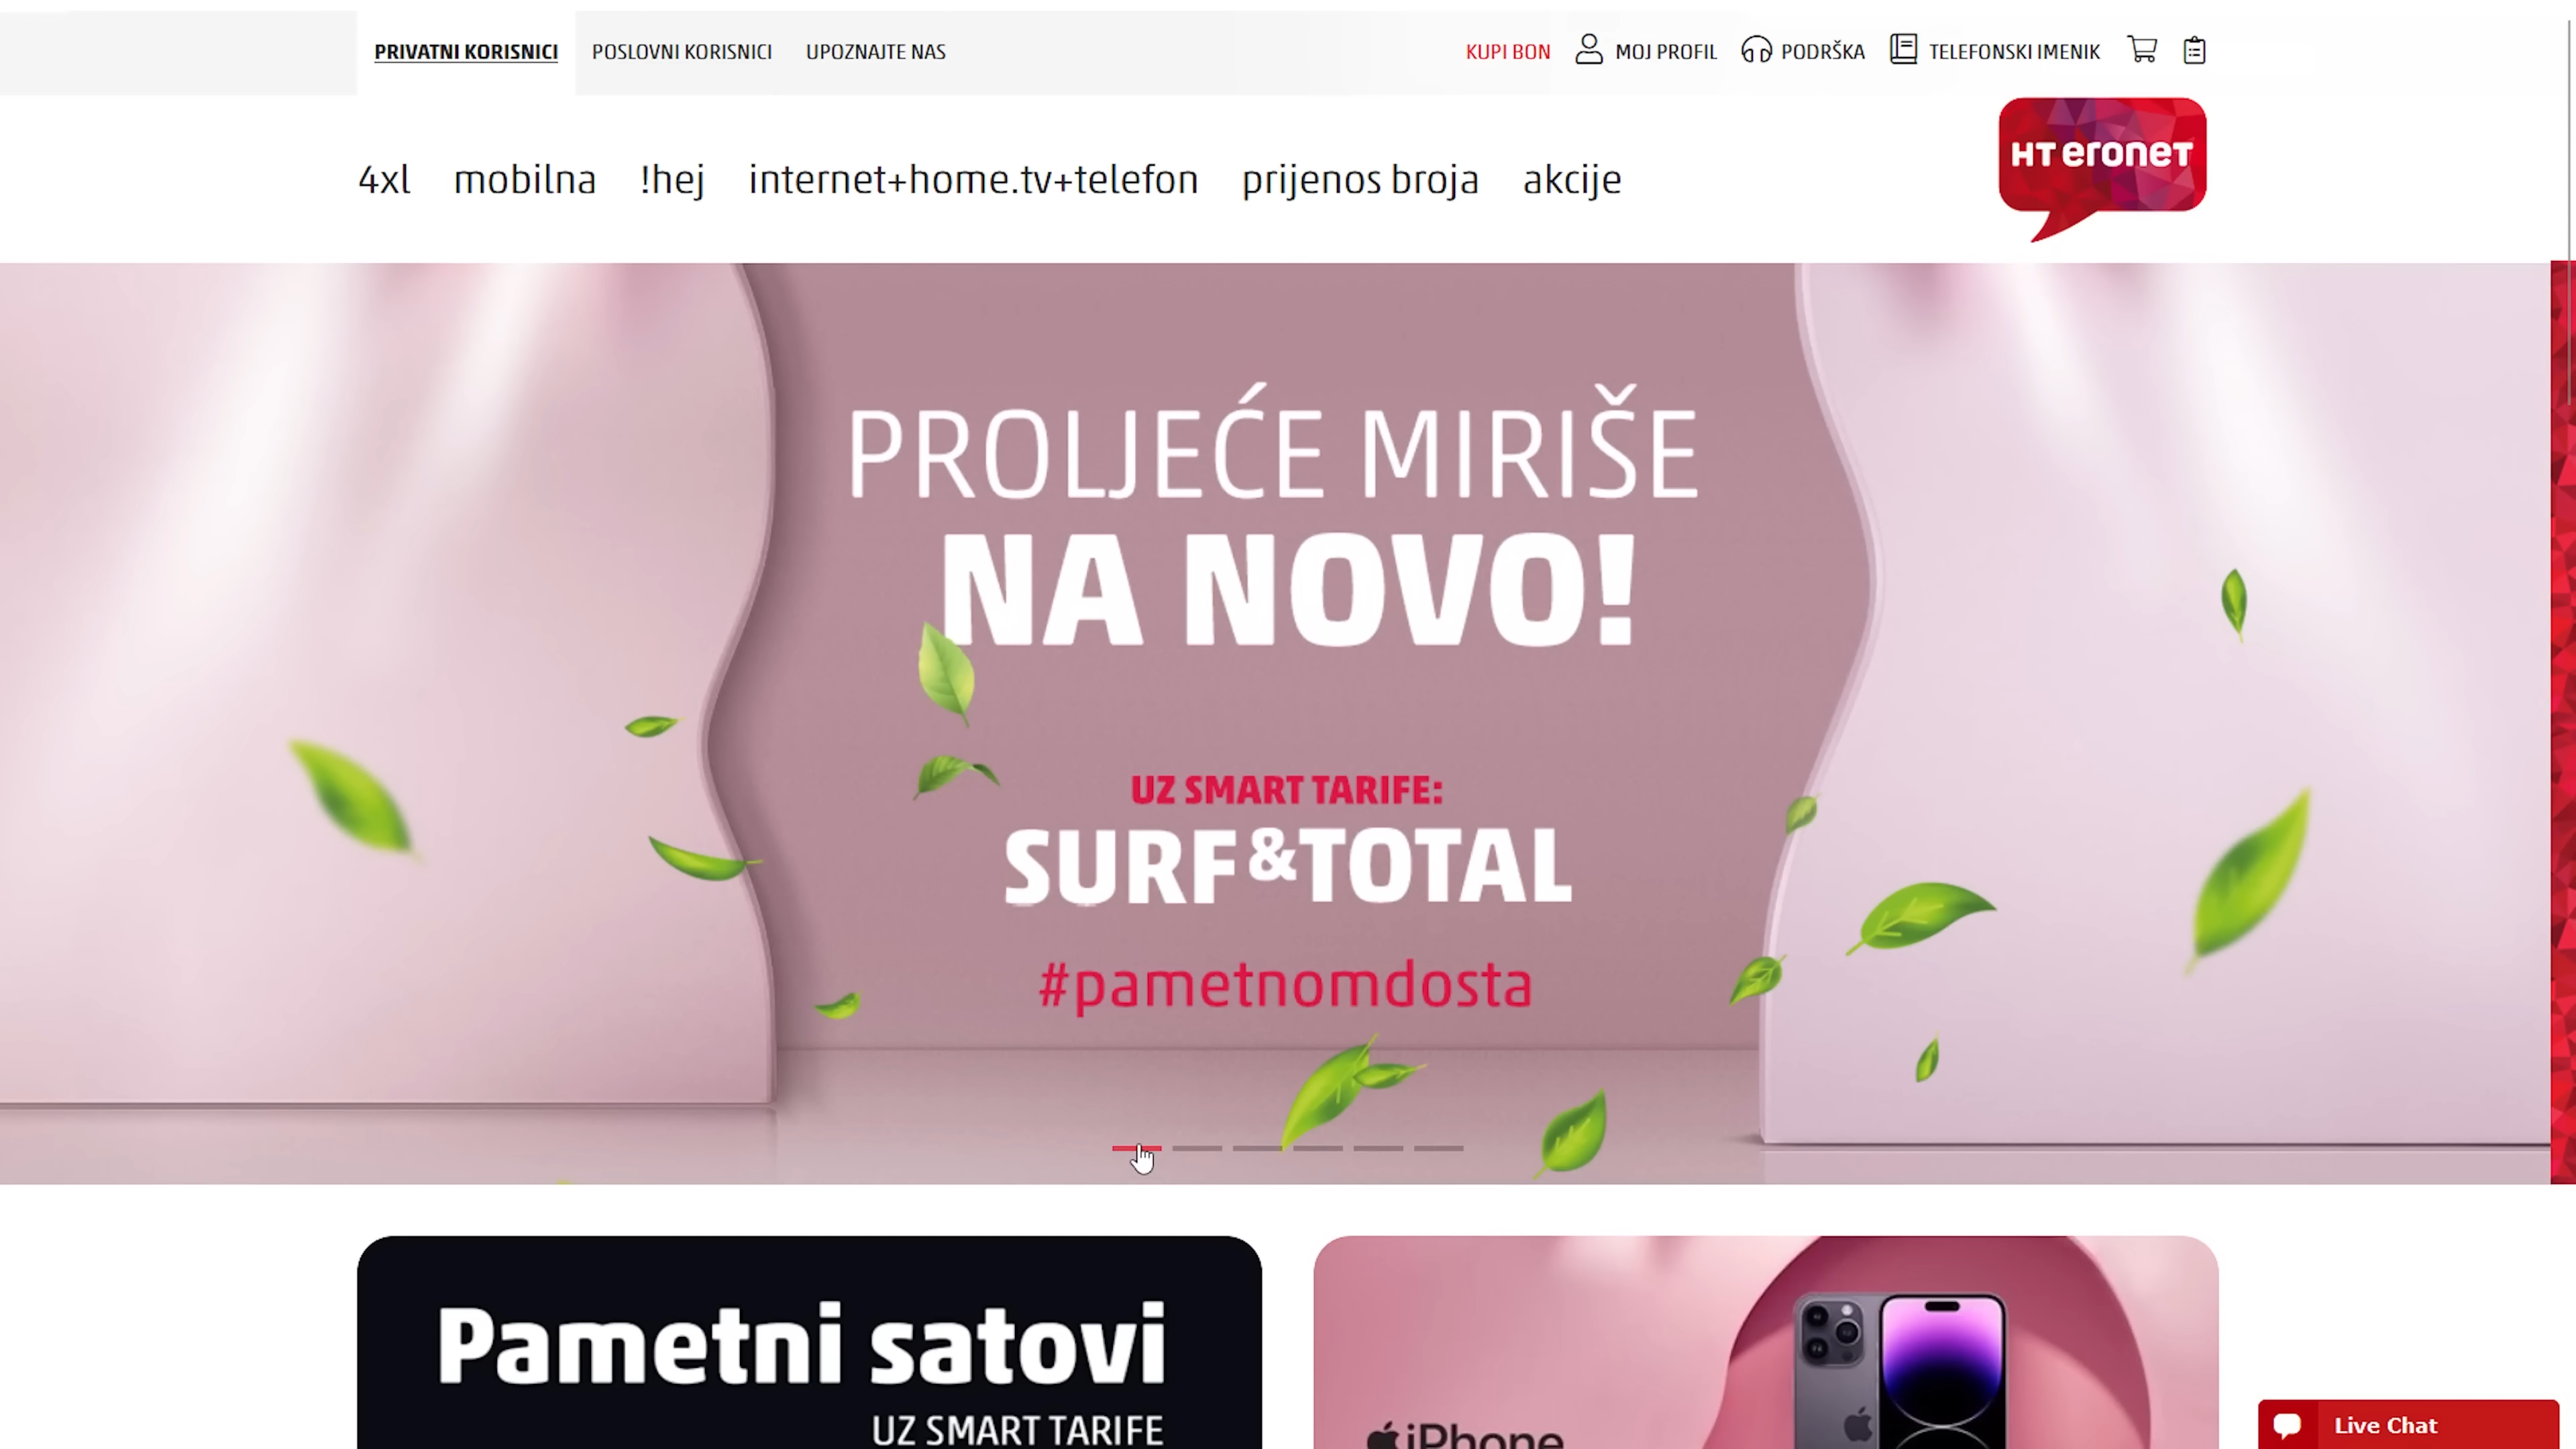 PRIVATNI KORISNICI POSLOVNI KORISNICI UPOZNAJTE NAS KUPI BON MOJ PROFIL PODRŠKA TELEFONSKI IMENIK
4xl mobilna !hej internet+home.tv+telefon prijenos broja akcije
HT eronet
PROLJEĆE MIRIŠE
NA NOVO!
UZ SMART TARIFE:
SURF&TOTAL
#pametnomdosta
Pametni satovi
UZ SMART TARIFE
iPhone
Live Chat